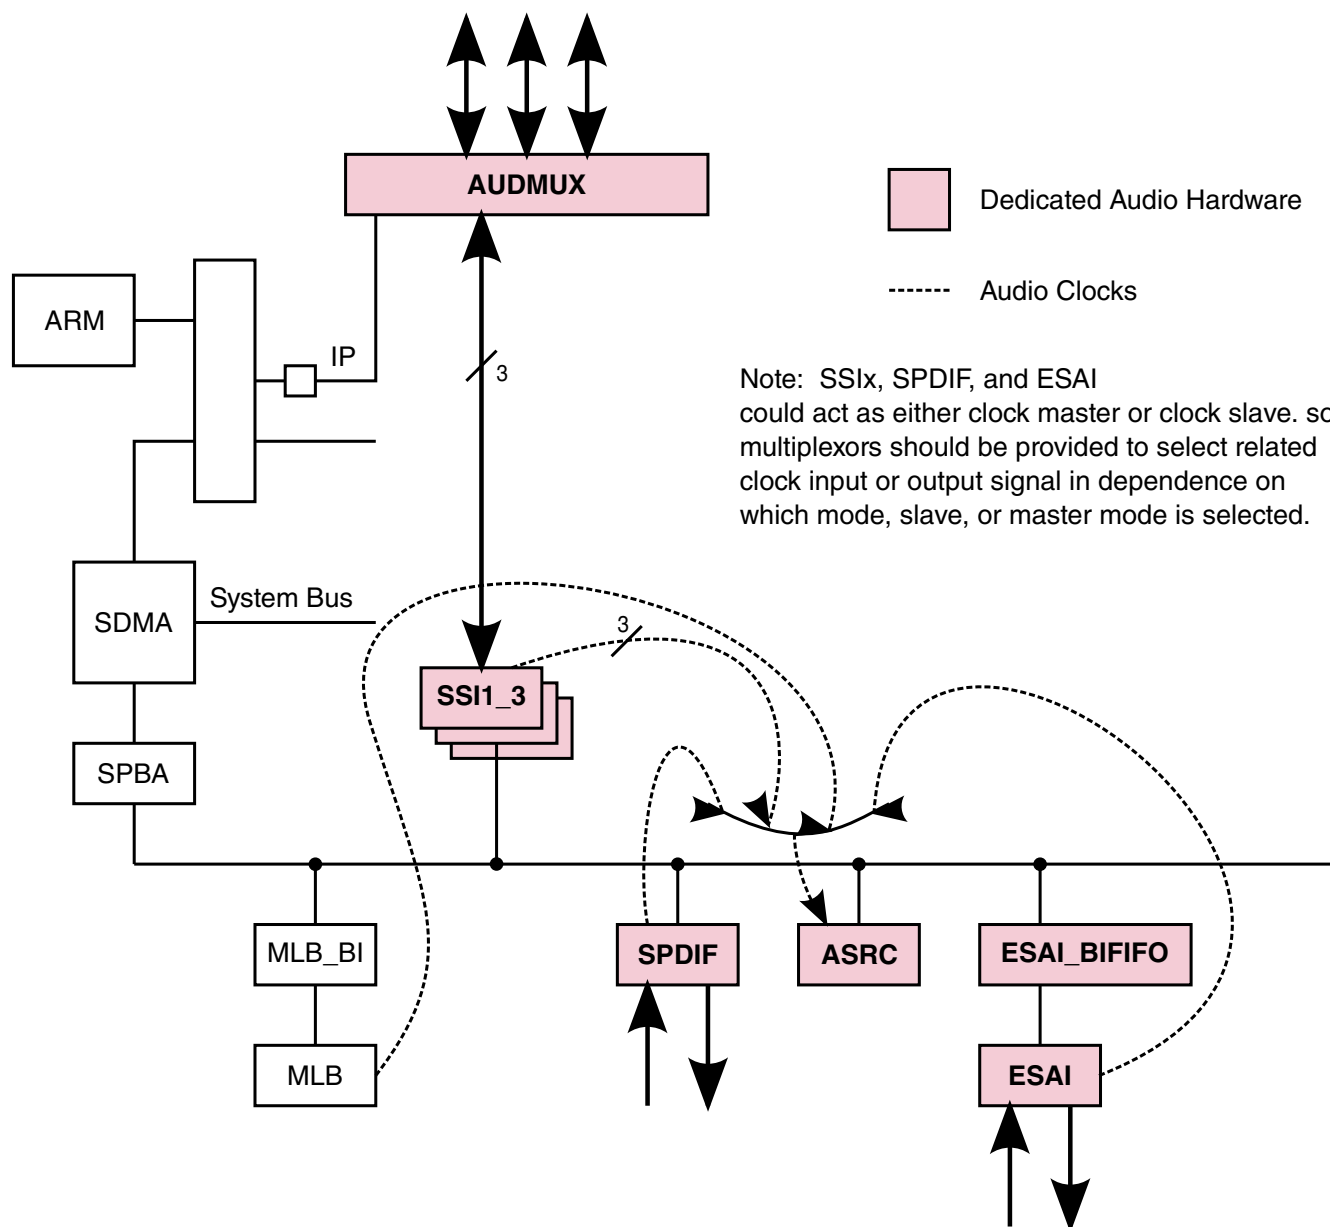 AUDMUX
Dedicated Audio Hardware
ARM
Audio Clocks
IP
3
Note: SSIx, SPDIF, and ESAI
could act as either clock master or clock slave. so
multiplexors should be provided to select related
clock input or output signal in dependence on
which mode, slave, or master mode is selected.
System Bus
SDMA
3
SSI1_3
SPBA
MLB_BI
SPDIF
ASRC
ESAI_BIFIFO
MLB
ESAI